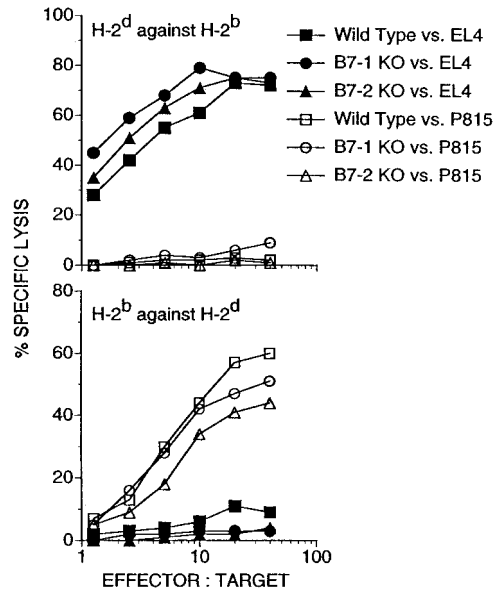 H-2d against H-2b
Wild Type vs. EL4
B7-1 KO vs. EL4
B7-2 KO vs. EL4
Wild Type vs. P815
B7-1 KO vs. P815
B7-2 KO vs. P815
100
80
60
40
20
0
% SPECIFIC LYSIS
H-2b against H-2d
80
60
40
20
0
1
10
100
EFFECTOR : TARGET